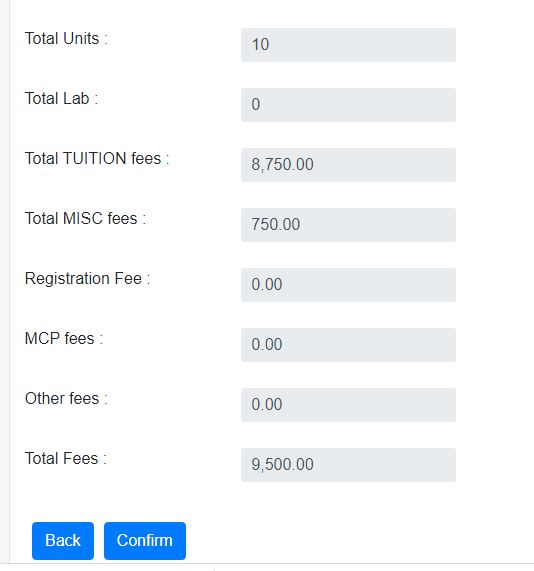 Total Units : 10
Total Lab : 0
Total TUITION fees : 8,750.00
Total MISC fees : 750.00
Registration Fee : 0.00
MCP fees : 0.00
Other fees : 0.00
Total Fees : 9,500.00
Back Confirm